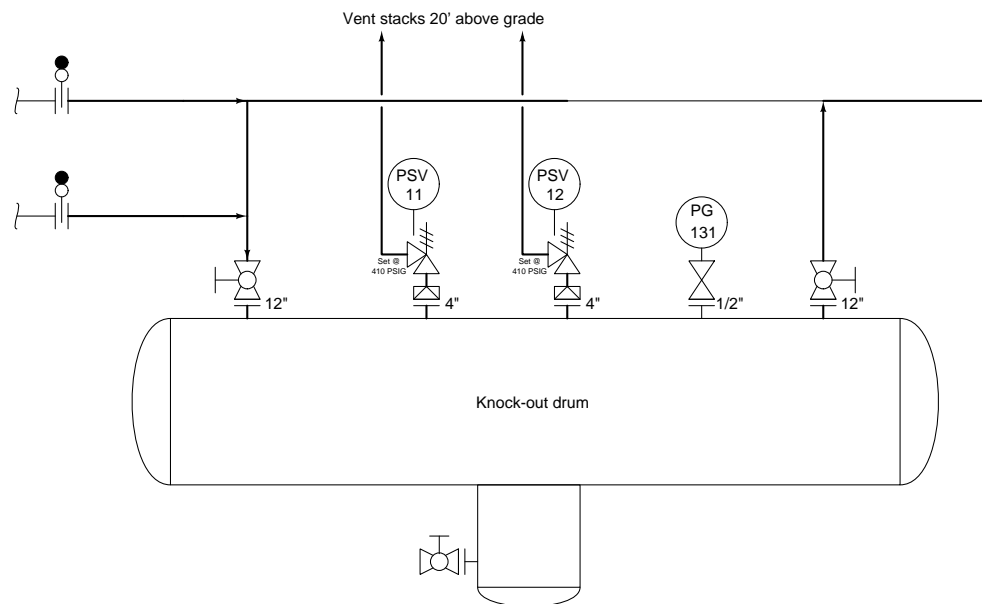 Vent stacks 20' above grade
PSV
11
PSV
12
PG
131
Set @
410 PSIG
Set @
410 PSIG
12"
4"
4"
1/2"
12"
Knock-out drum